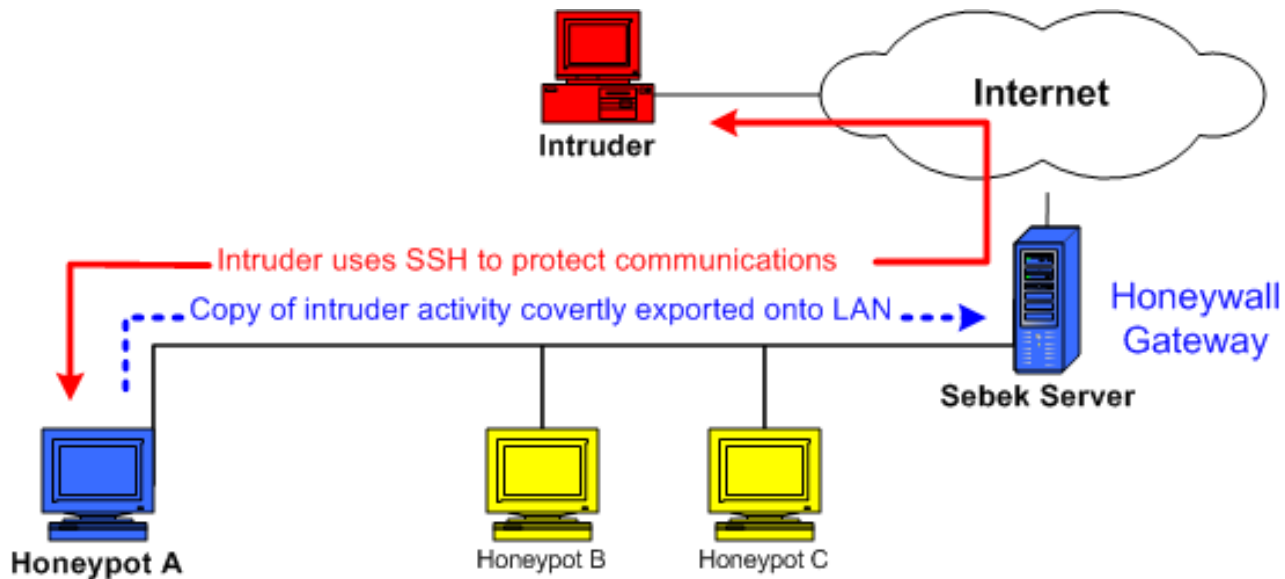 Internet
Intruder
Intruder uses SSH to protect communications
Copy of intruder activity covertly exported onto LAN
Honeywall
Gateway
Sebek Server
Honeypot A
Honeypot B
Honeypot C